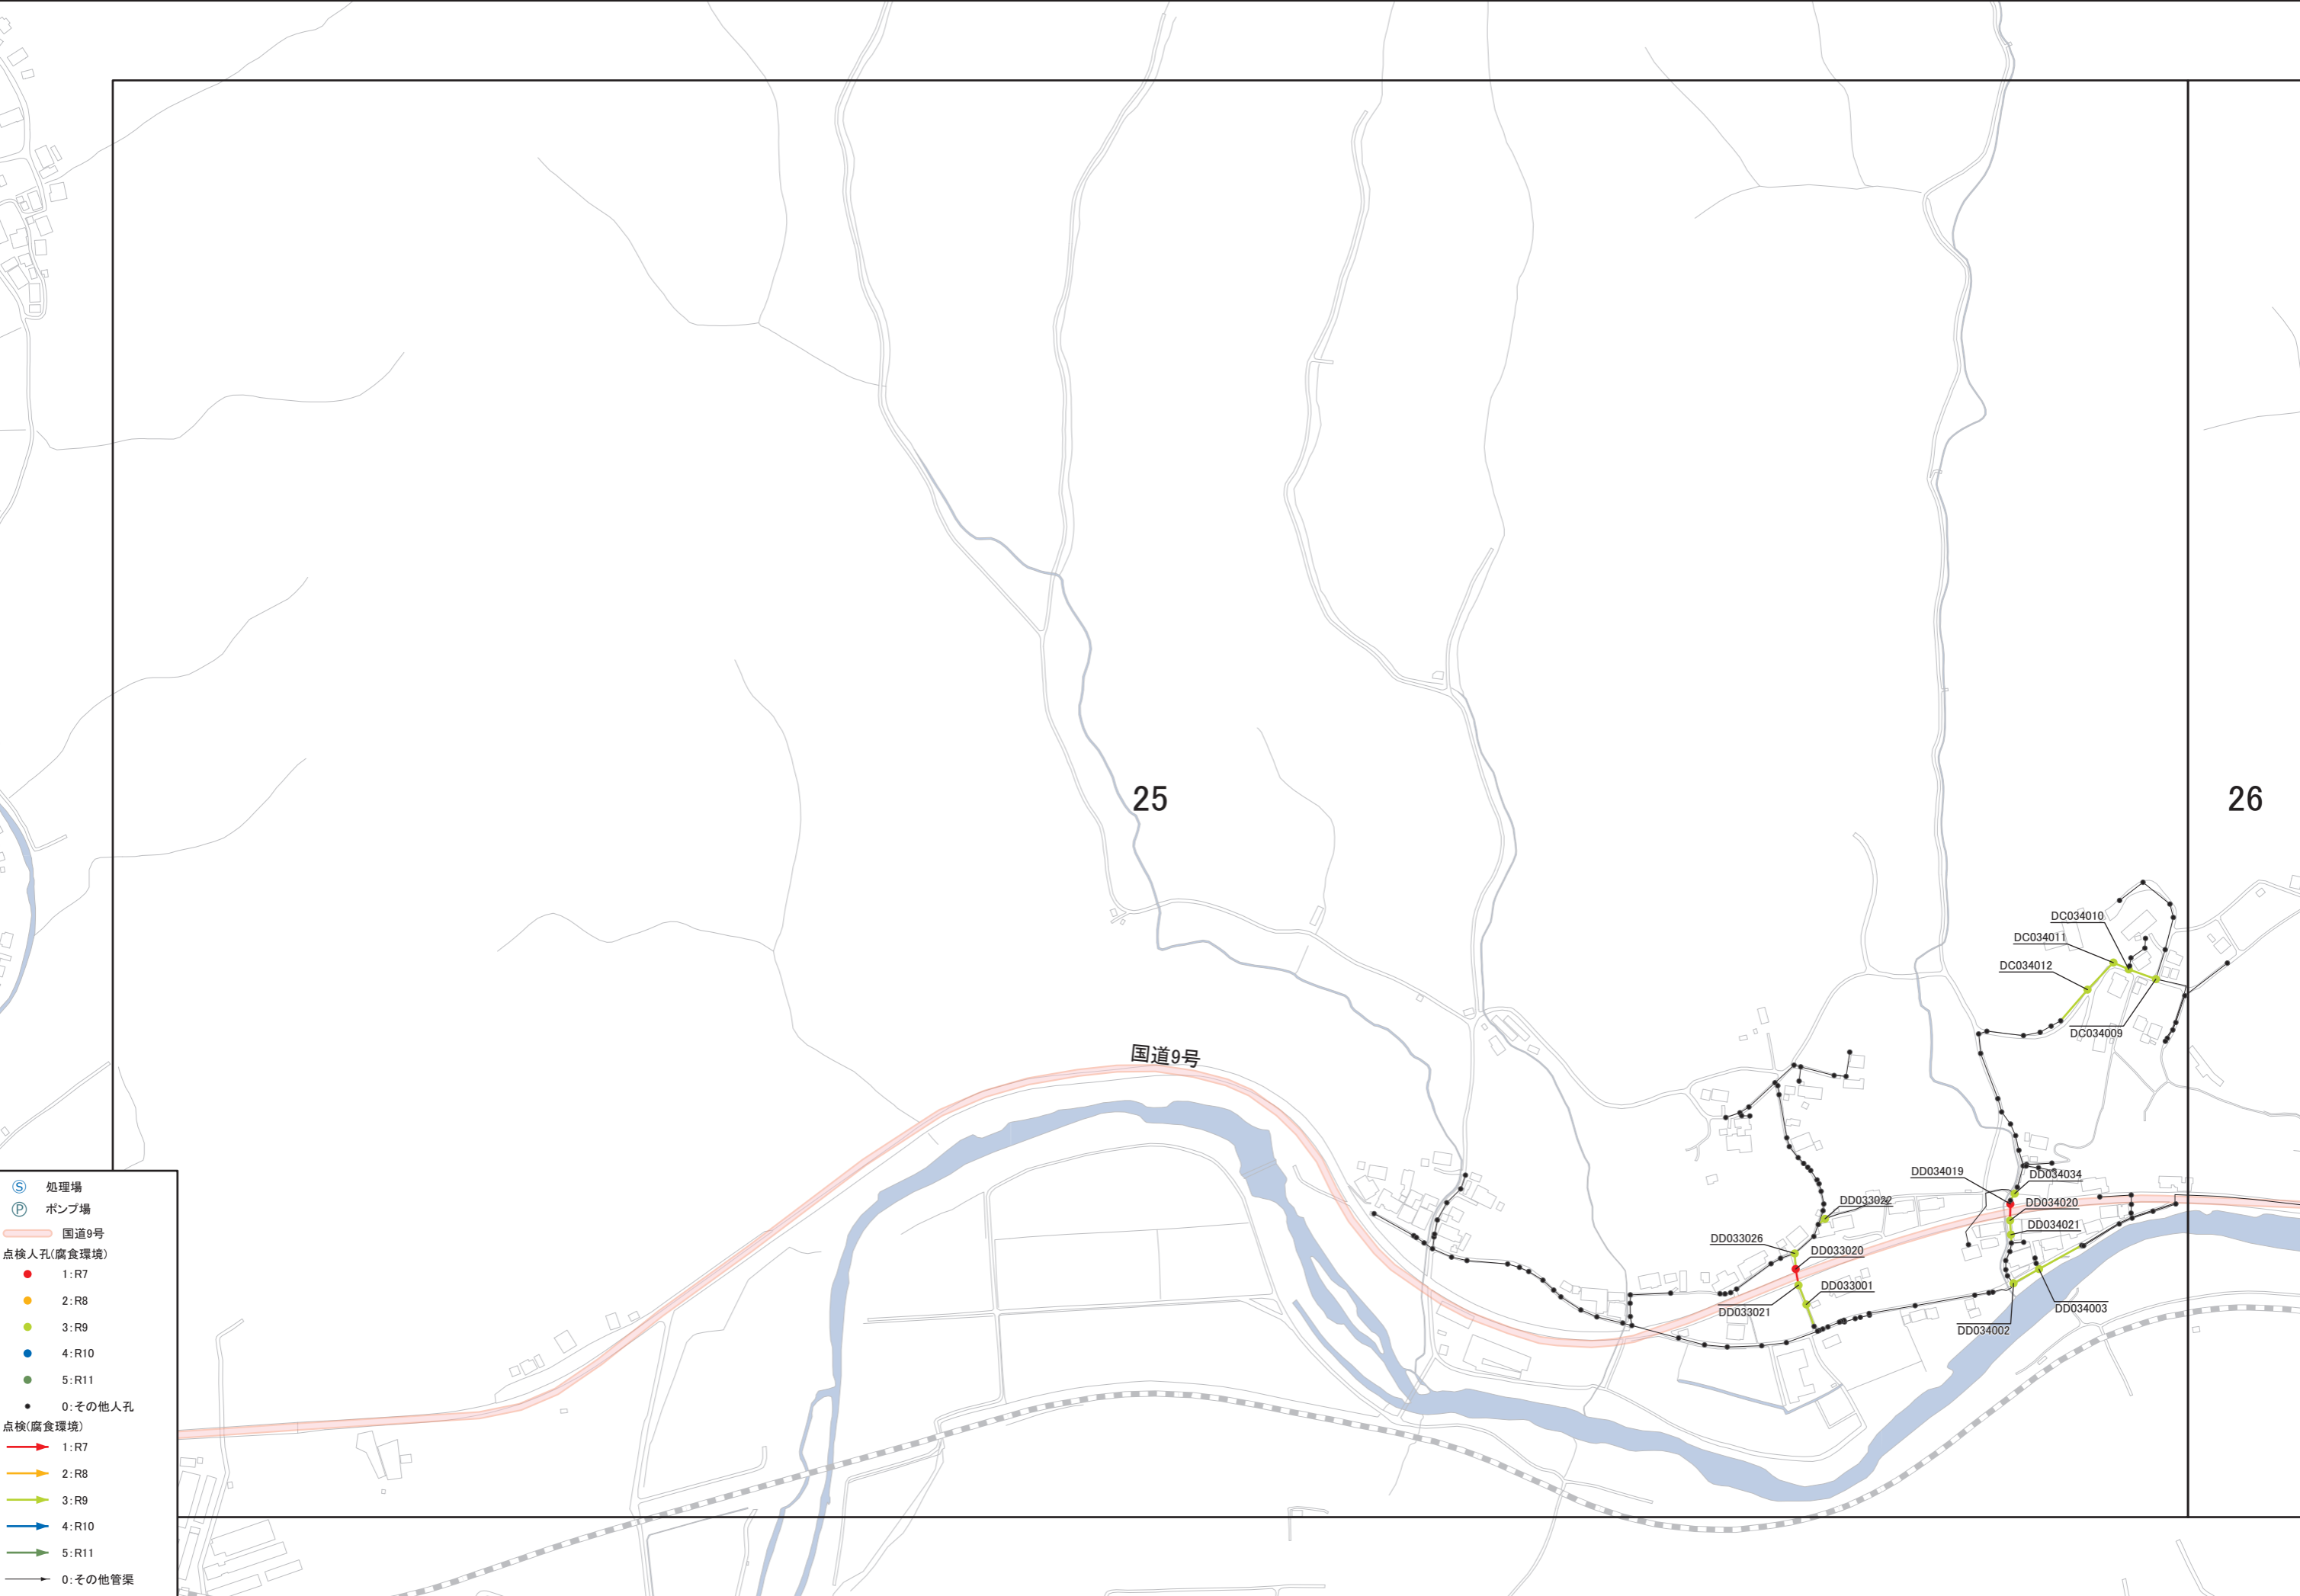 25
26
国道9号
DC034010
DC034011
DC034012
DC034009
DD034019
DD034034
DD034020
DD034021
DD033022
DD033026
DD033020
DD033001
DD033021
DD034003
DD034002
Ⓢ 処理場
Ⓟ ポンプ場
国道9号
点検人孔(腐食環境)
1:R7
2:R8
3:R9
4:R10
5:R11
0:その他人孔
点検(腐食環境)
1:R7
2:R8
3:R9
4:R10
5:R11
0:その他管渠